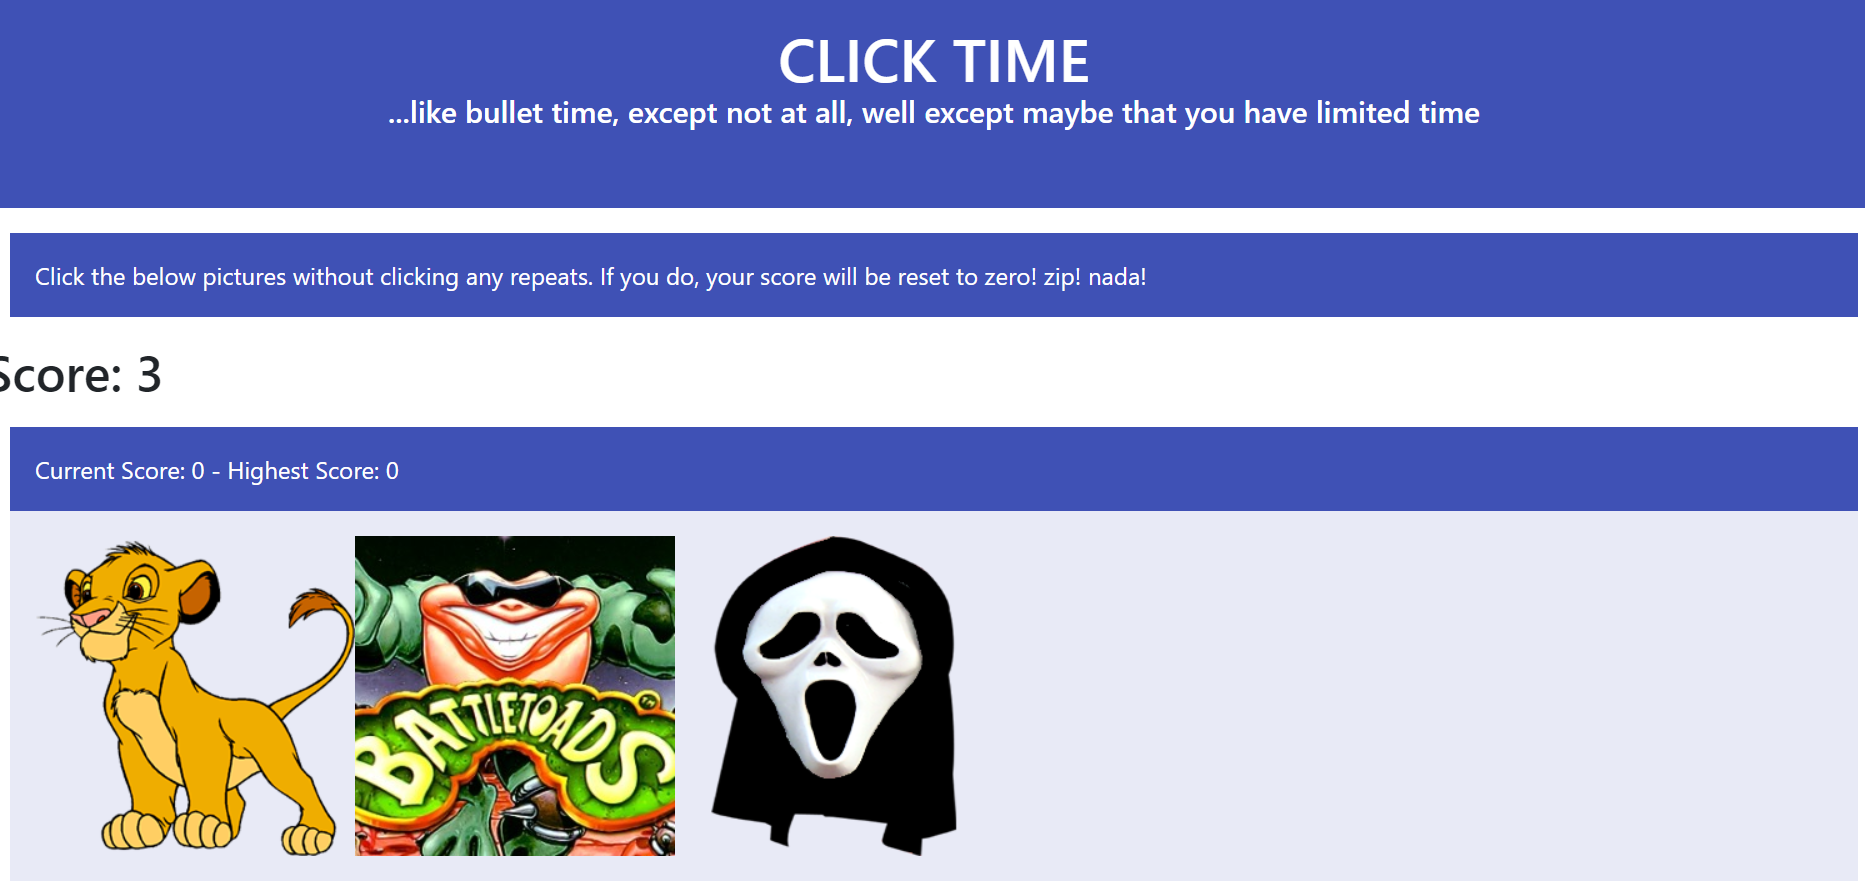 CLICK TIME
...like bullet time, except not at all, well except maybe that you have limited time
Click the below pictures without clicking any repeats. If you do, your score will be reset to zero! zip! nada!
Score: 3
Current Score: 0 - Highest Score: 0
BATTLETOADS TM